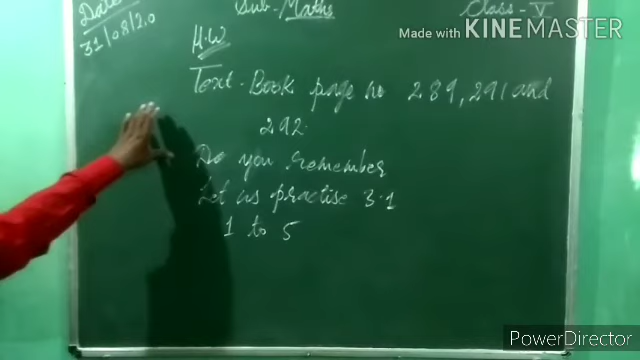 Date
31/08/20
Sub-Maths
Class-V
H.W
Text-Book page no 289, 291 and
292.
Do you remember
Let us practise 3.1
1 to 5
Made with KINEMASTER
PowerDirector